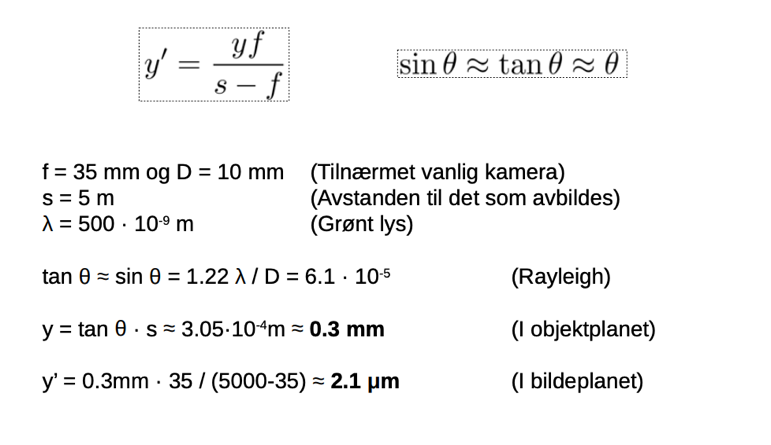 y' = yf / (s − f)
sin θ ≈ tan θ ≈ θ
f = 35 mm og D = 10 mm (Tilnærmet vanlig kamera)
s = 5 m (Avstanden til det som avbildes)
λ = 500 · 10⁻⁹ m (Grønt lys)
tan θ ≈ sin θ = 1.22 λ / D = 6.1 · 10⁻⁵ (Rayleigh)
y = tan θ · s ≈ 3.05·10⁻⁴m ≈ 0.3 mm (I objektplanet)
y’ = 0.3mm · 35 / (5000-35) ≈ 2.1 μm (I bildeplanet)